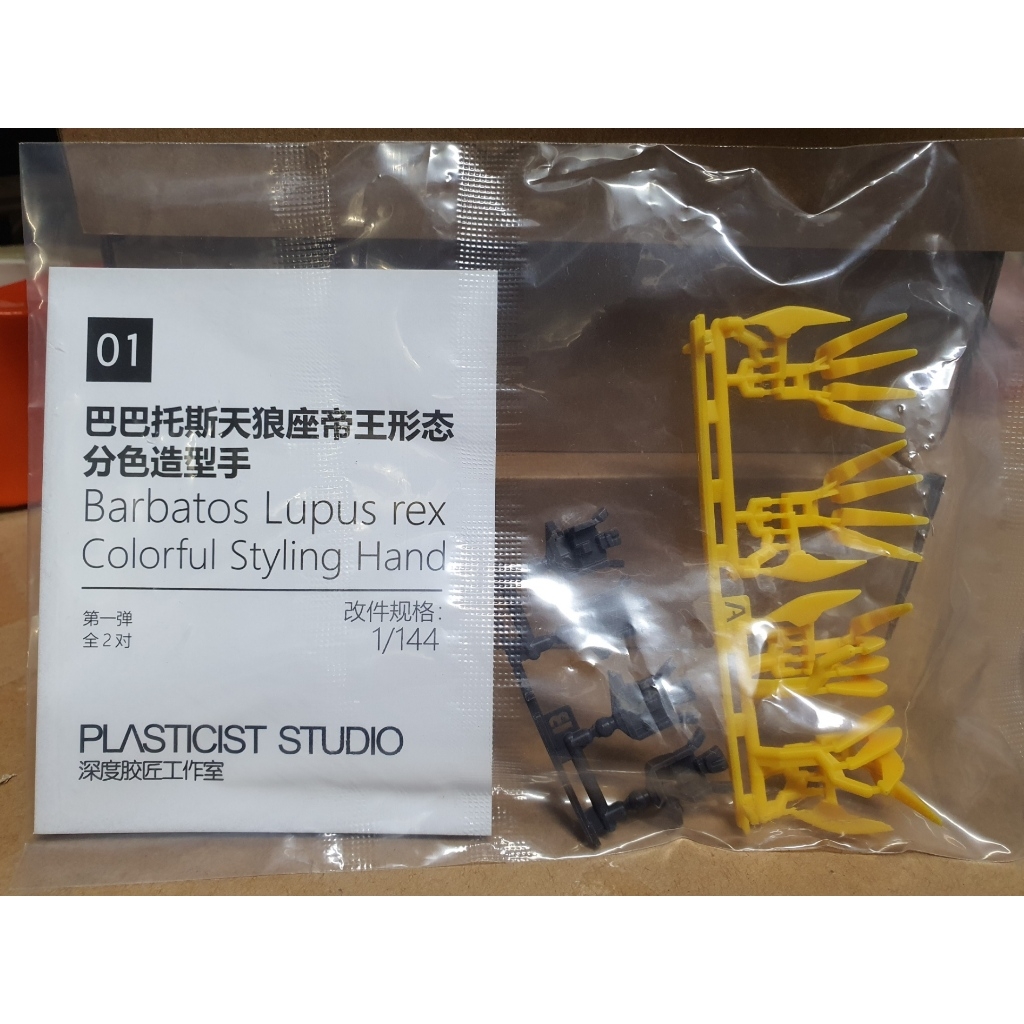 01
巴巴托斯天狼座帝王形态
分色造型手
Barbatos Lupus rex
Colorful Styling Hand
第一弹
全2对
改件规格:
1/144
PLASTICIST STUDIO
深度胶匠工作室
A